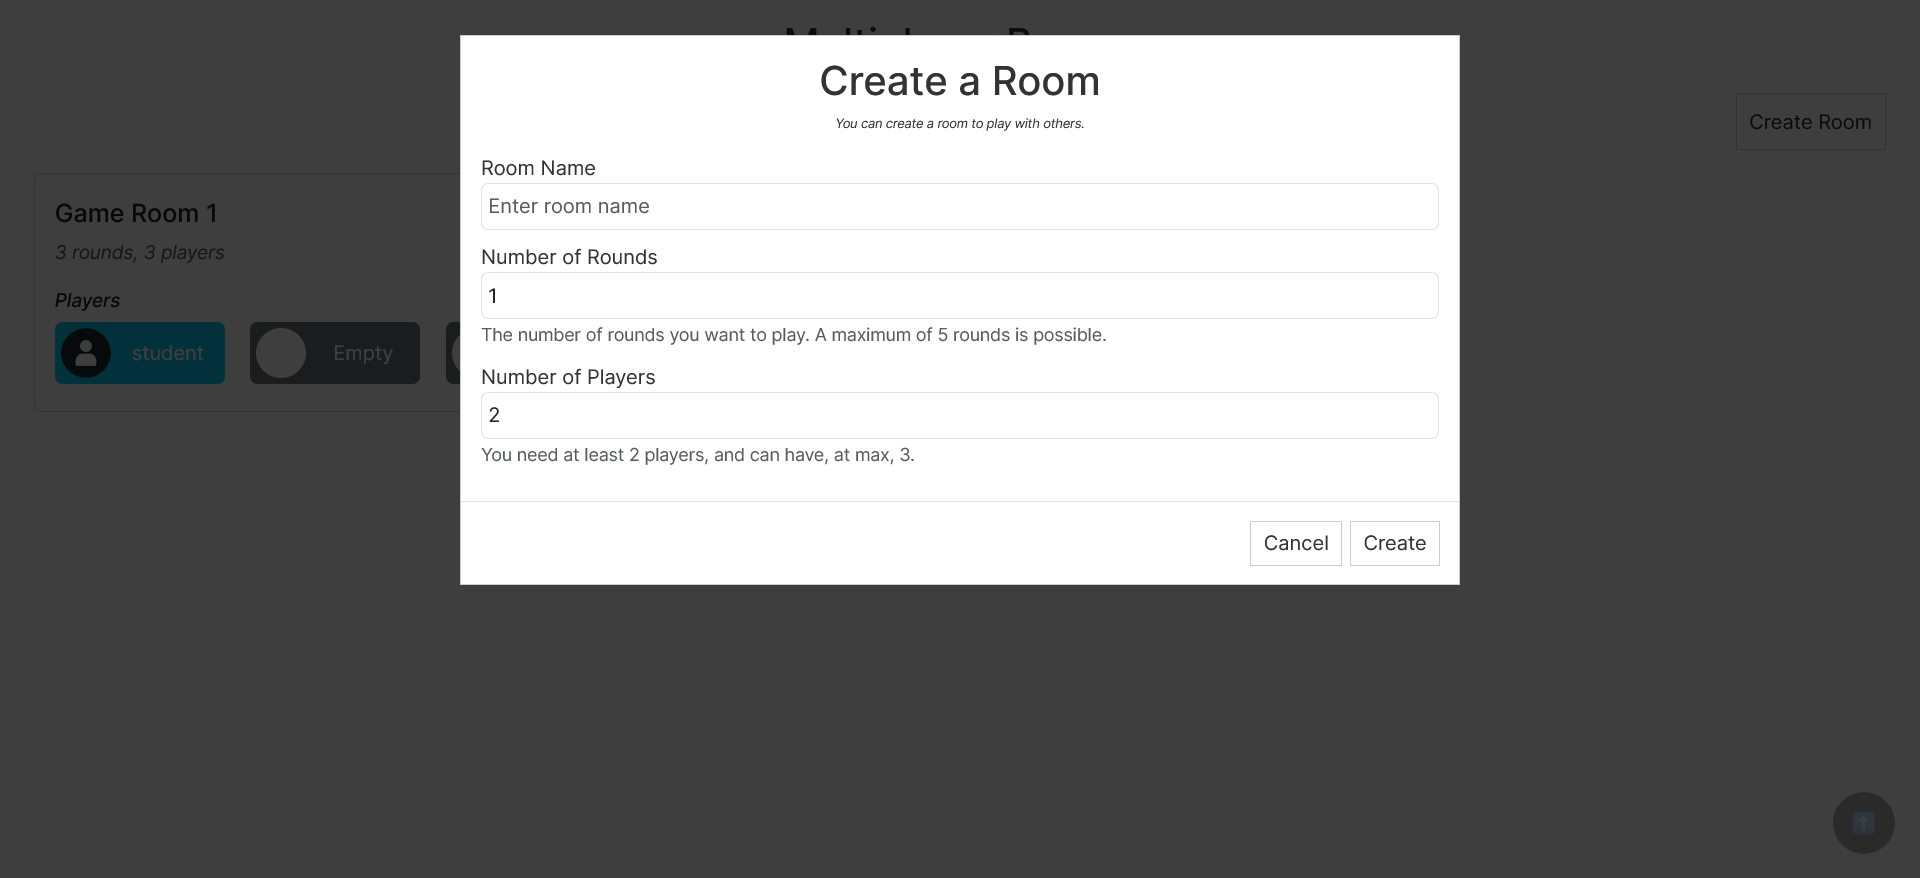 Create a Room
You can create a room to play with others.
Create Room
Room Name
Enter room name
Game Room 1
3 rounds, 3 players
Number of Rounds
1
The number of rounds you want to play. A maximum of 5 rounds is possible.
Players
student
Empty
Number of Players
2
You need at least 2 players, and can have, at max, 3.
Cancel
Create